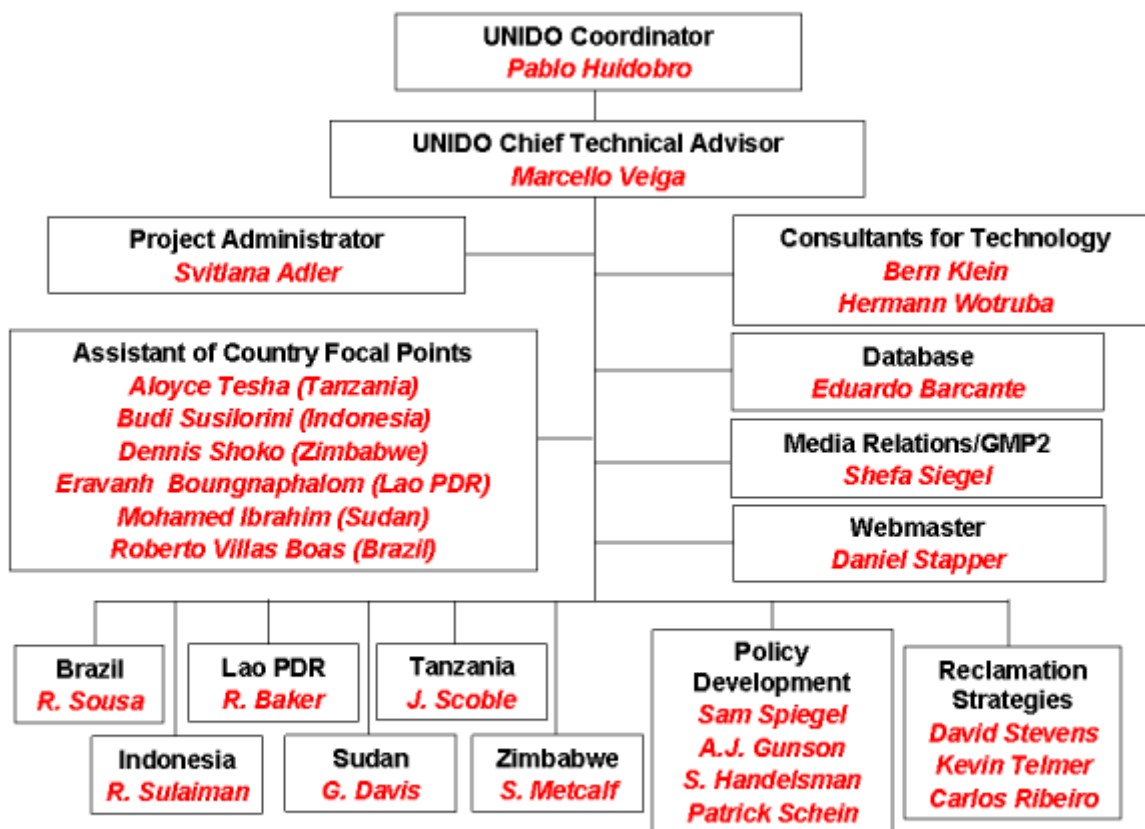 UNIDO Coordinator
Pablo Huidobro
UNIDO Chief Technical Advisor
Marcello Veiga
Project Administrator
Svitlana Adler
Consultants for Technology
Bern Klein
Hermann Wotruba
Assistant of Country Focal Points
Aloyce Tesha (Tanzania)
Budi Susilorini (Indonesia)
Dennis Shoko (Zimbabwe)
Eravanh Boungnaphalom (Lao PDR)
Mohamed Ibrahim (Sudan)
Roberto Villas Boas (Brazil)
Database
Eduardo Barcante
Media Relations/GMP2
Shefa Siegel
Webmaster
Daniel Stapper
Brazil
R. Sousa
Indonesia
R. Sulaiman
Lao PDR
R. Baker
Sudan
G. Davis
Tanzania
J. Scoble
Zimbabwe
S. Metcalf
Policy
Development
Sam Spiegel
A.J. Gunson
S. Handelsman
Patrick Schein
Reclamation
Strategies
David Stevens
Kevin Telmer
Carlos Ribeiro